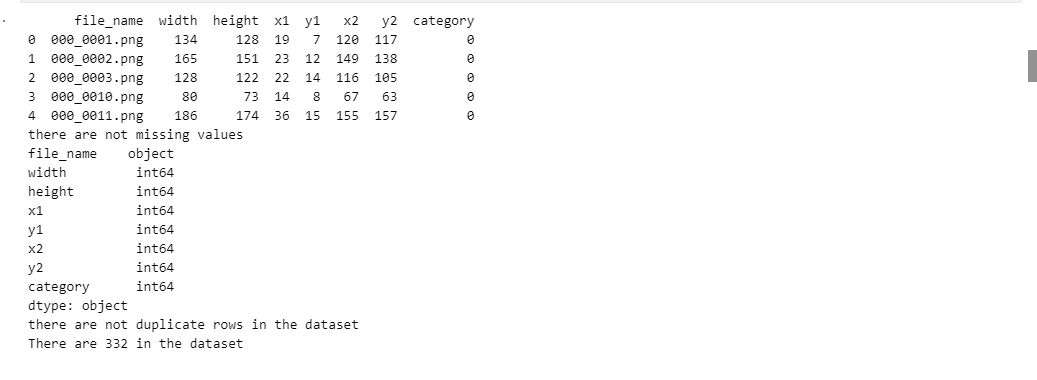 file_name width height x1 y1 x2 y2 category
0 000_0001.png 134 128 19 7 120 117 0
1 000_0002.png 165 151 23 12 149 138 0
2 000_0003.png 128 122 22 14 116 105 0
3 000_0010.png 80 73 14 8 67 63 0
4 000_0011.png 186 174 36 15 155 157 0
there are not missing values
file_name object
width int64
height int64
x1 int64
y1 int64
x2 int64
y2 int64
category int64
dtype: object
there are not duplicate rows in the dataset
There are 332 in the dataset